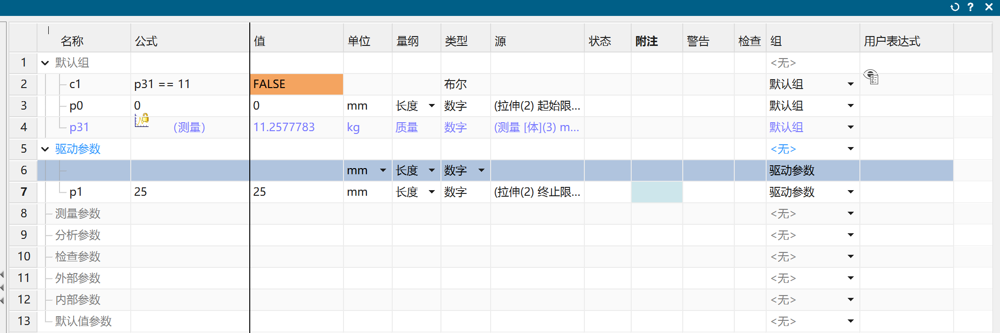 名称 公式 值 单位 量纲 类型 源 状态 附注 警告 检查 组 用户表达式
1 默认组 <无>
2 c1 p31 == 11 FALSE 布尔 默认组
3 p0 0 0 mm 长度 数字 (拉伸(2) 起始限... 默认组
4 p31 (测量) 11.2577783 kg 质量 数字 (测量 [体](3) m... 默认组
5 驱动参数 <无>
6 mm 长度 数字 驱动参数
7 p1 25 25 mm 长度 数字 (拉伸(2) 终止限... 驱动参数
8 测量参数 <无>
9 分析参数 <无>
10 检查参数 <无>
11 外部参数 <无>
12 内部参数 <无>
13 默认值参数 <无>